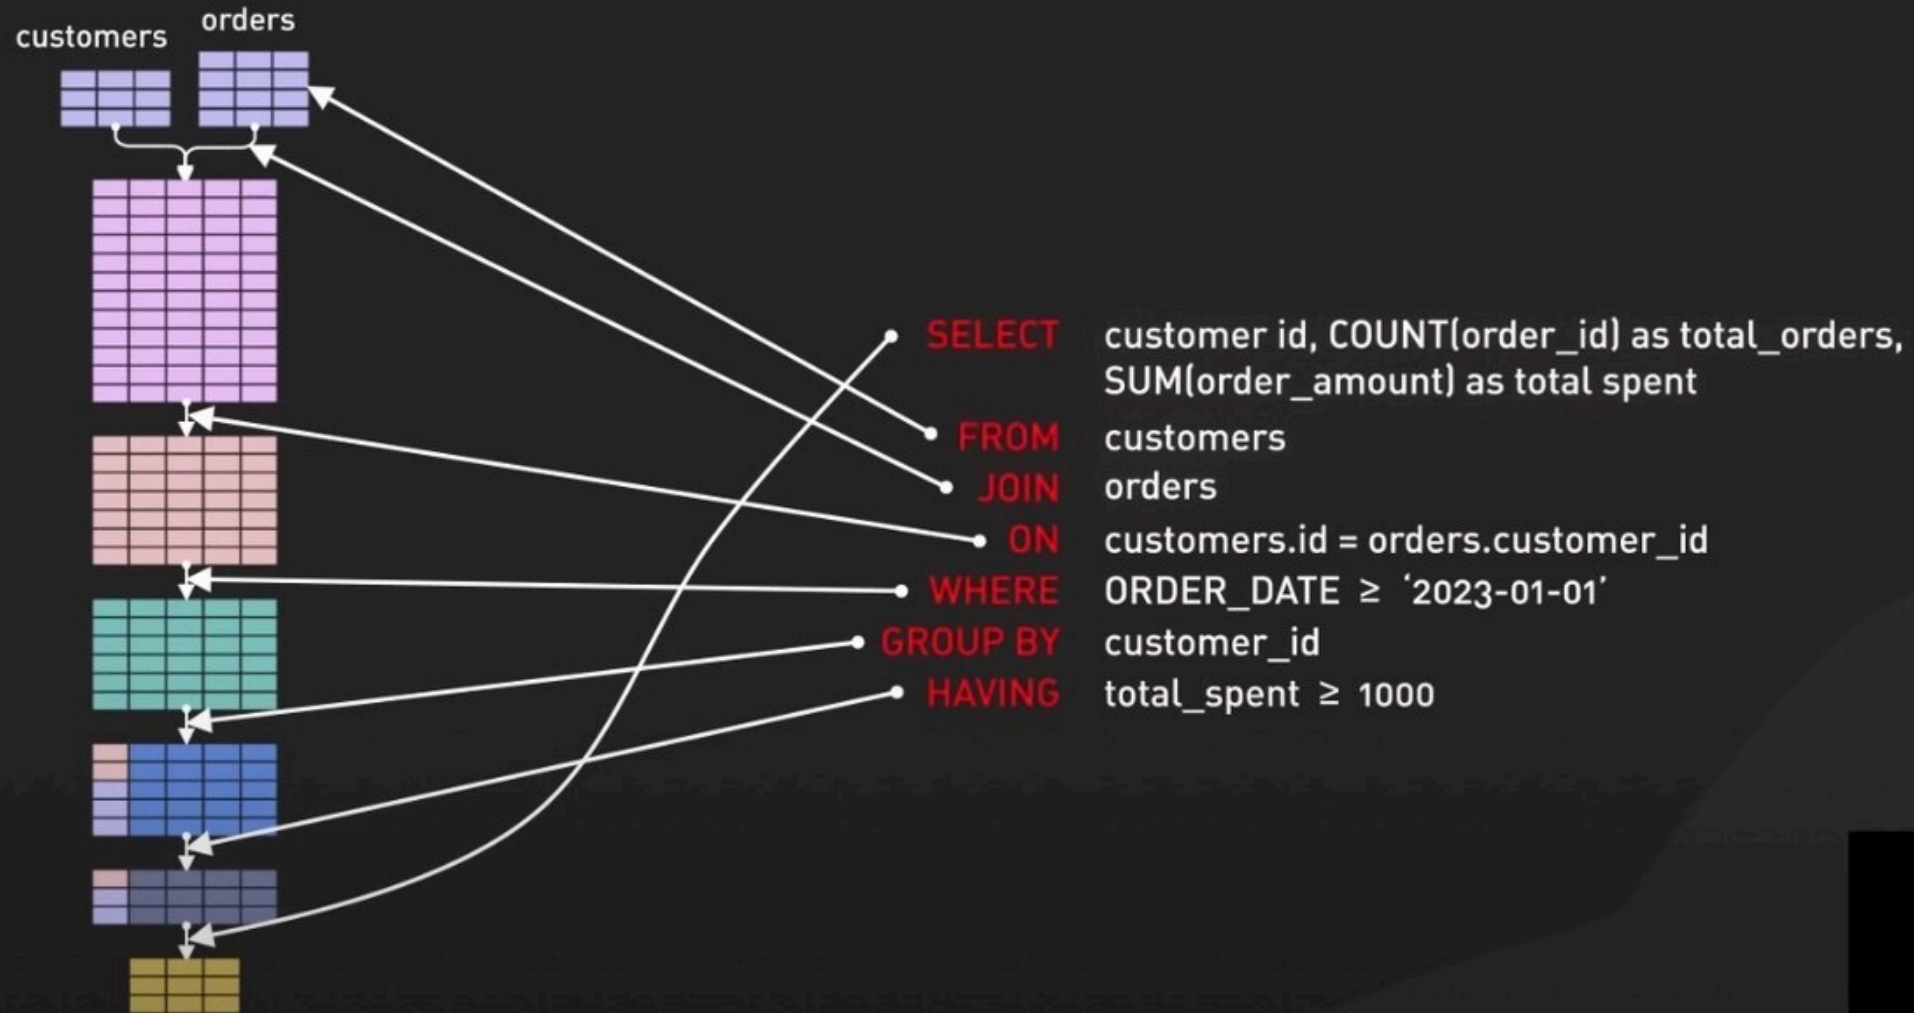 customers
orders
SELECT customer id, COUNT(order_id) as total_orders,
SUM(order_amount) as total spent
FROM customers
JOIN orders
ON customers.id = orders.customer_id
WHERE ORDER_DATE ≥ ‘2023-01-01’
GROUP BY customer_id
HAVING total_spent ≥ 1000